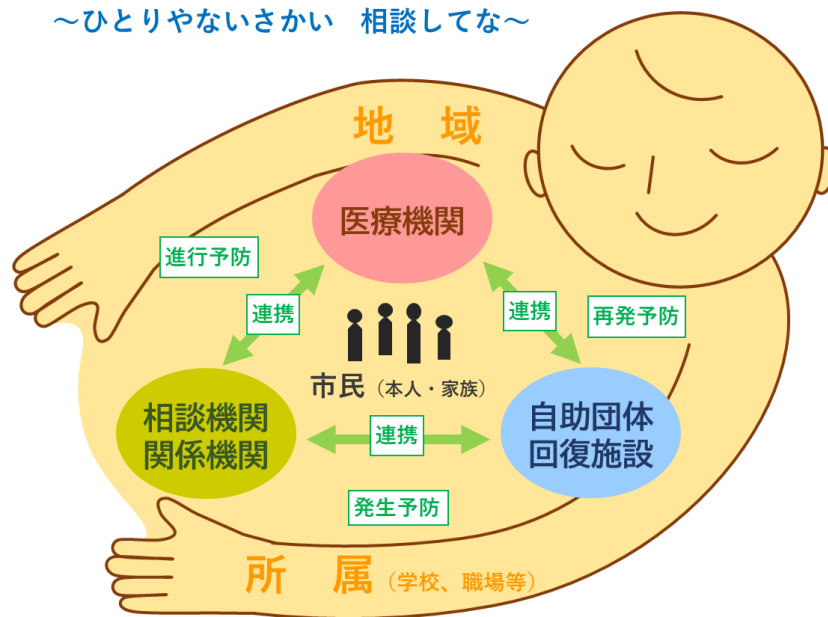 ～ひとりやないさかい　相談してな～
地　域
医療機関
進行予防
連携
連携
再発予防
市民（本人・家族）
相談機関
関係機関
連携
自助団体
回復施設
発生予防
所　属（学校、職場等）